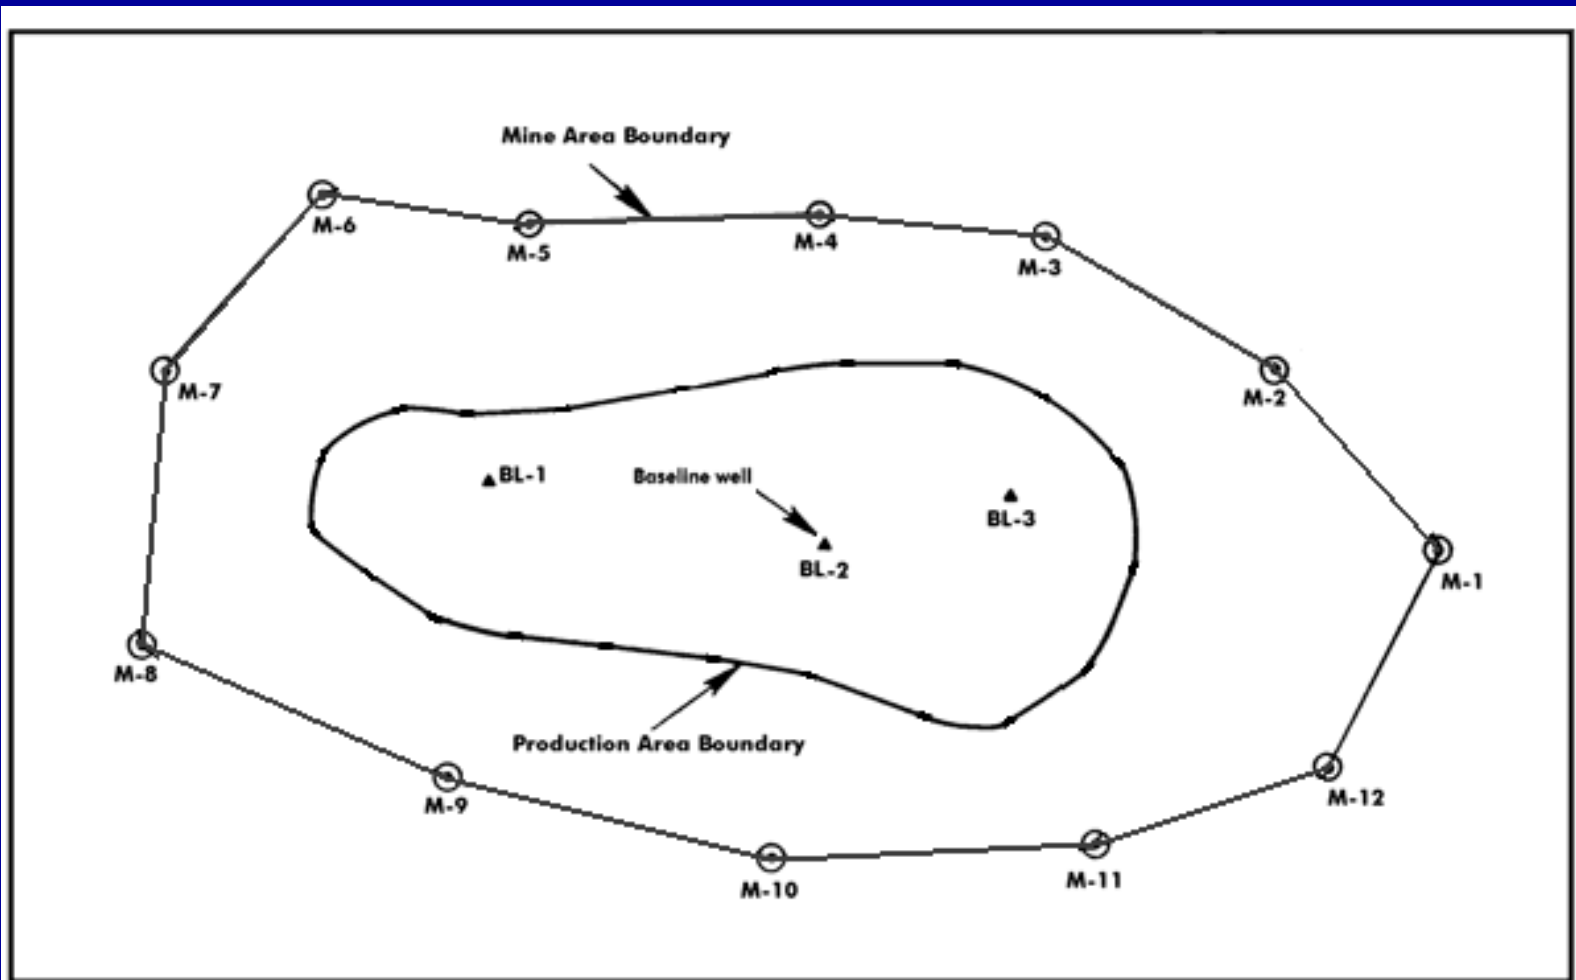 Mine Area Boundary
M-6
M-5
M-4
M-3
M-7
M-2
BL-1
Baseline well
BL-3
BL-2
M-1
M-8
Production Area Boundary
M-9
M-12
M-10
M-11